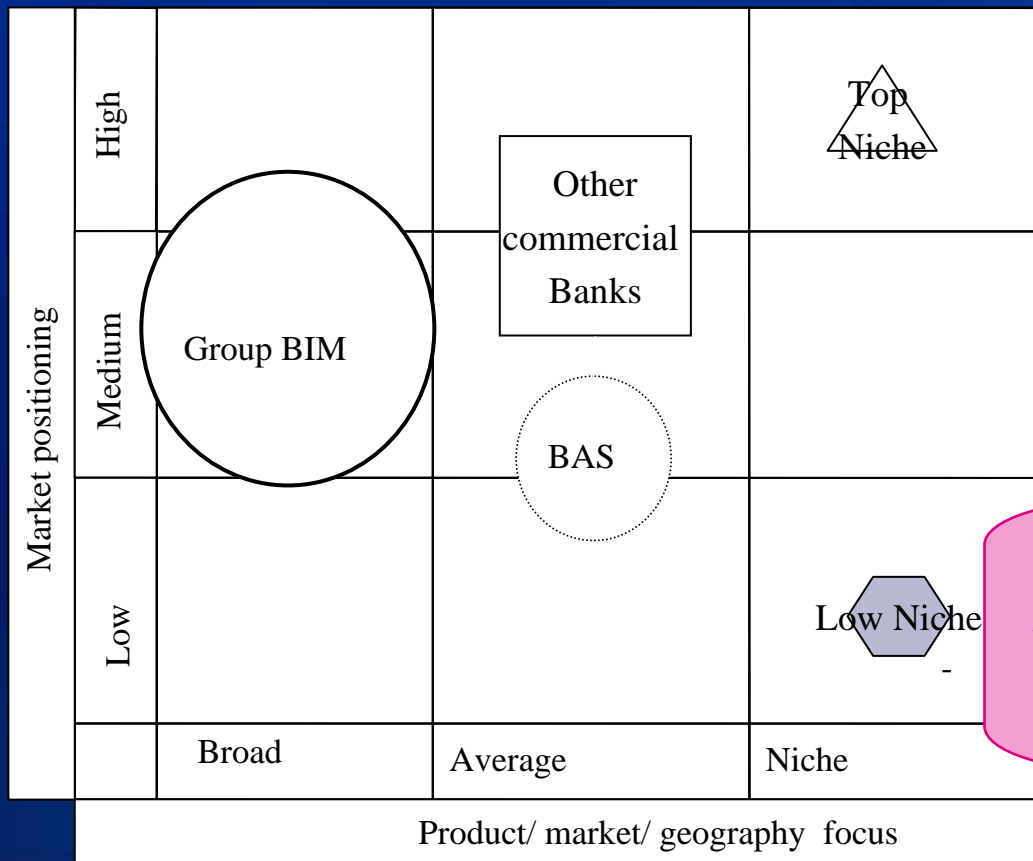 Market positioning
High
Medium
Low
Top
Niche
Other
commercial
Banks
Group BIM
BAS
Low Niche
-
Broad
Average
Niche
Product/ market/ geography focus